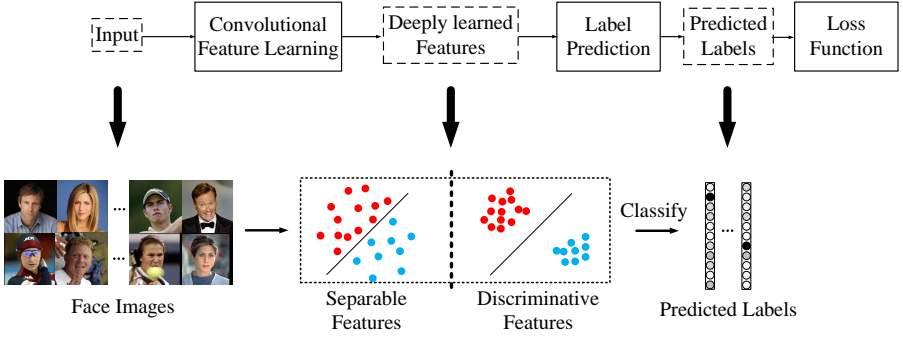 Input
Convolutional
Feature Learning
Deeply learned
Features
Label
Prediction
Predicted
Labels
Loss
Function
...
...
Face Images
Separable
Features
Discriminative
Features
Classify
...
Predicted Labels